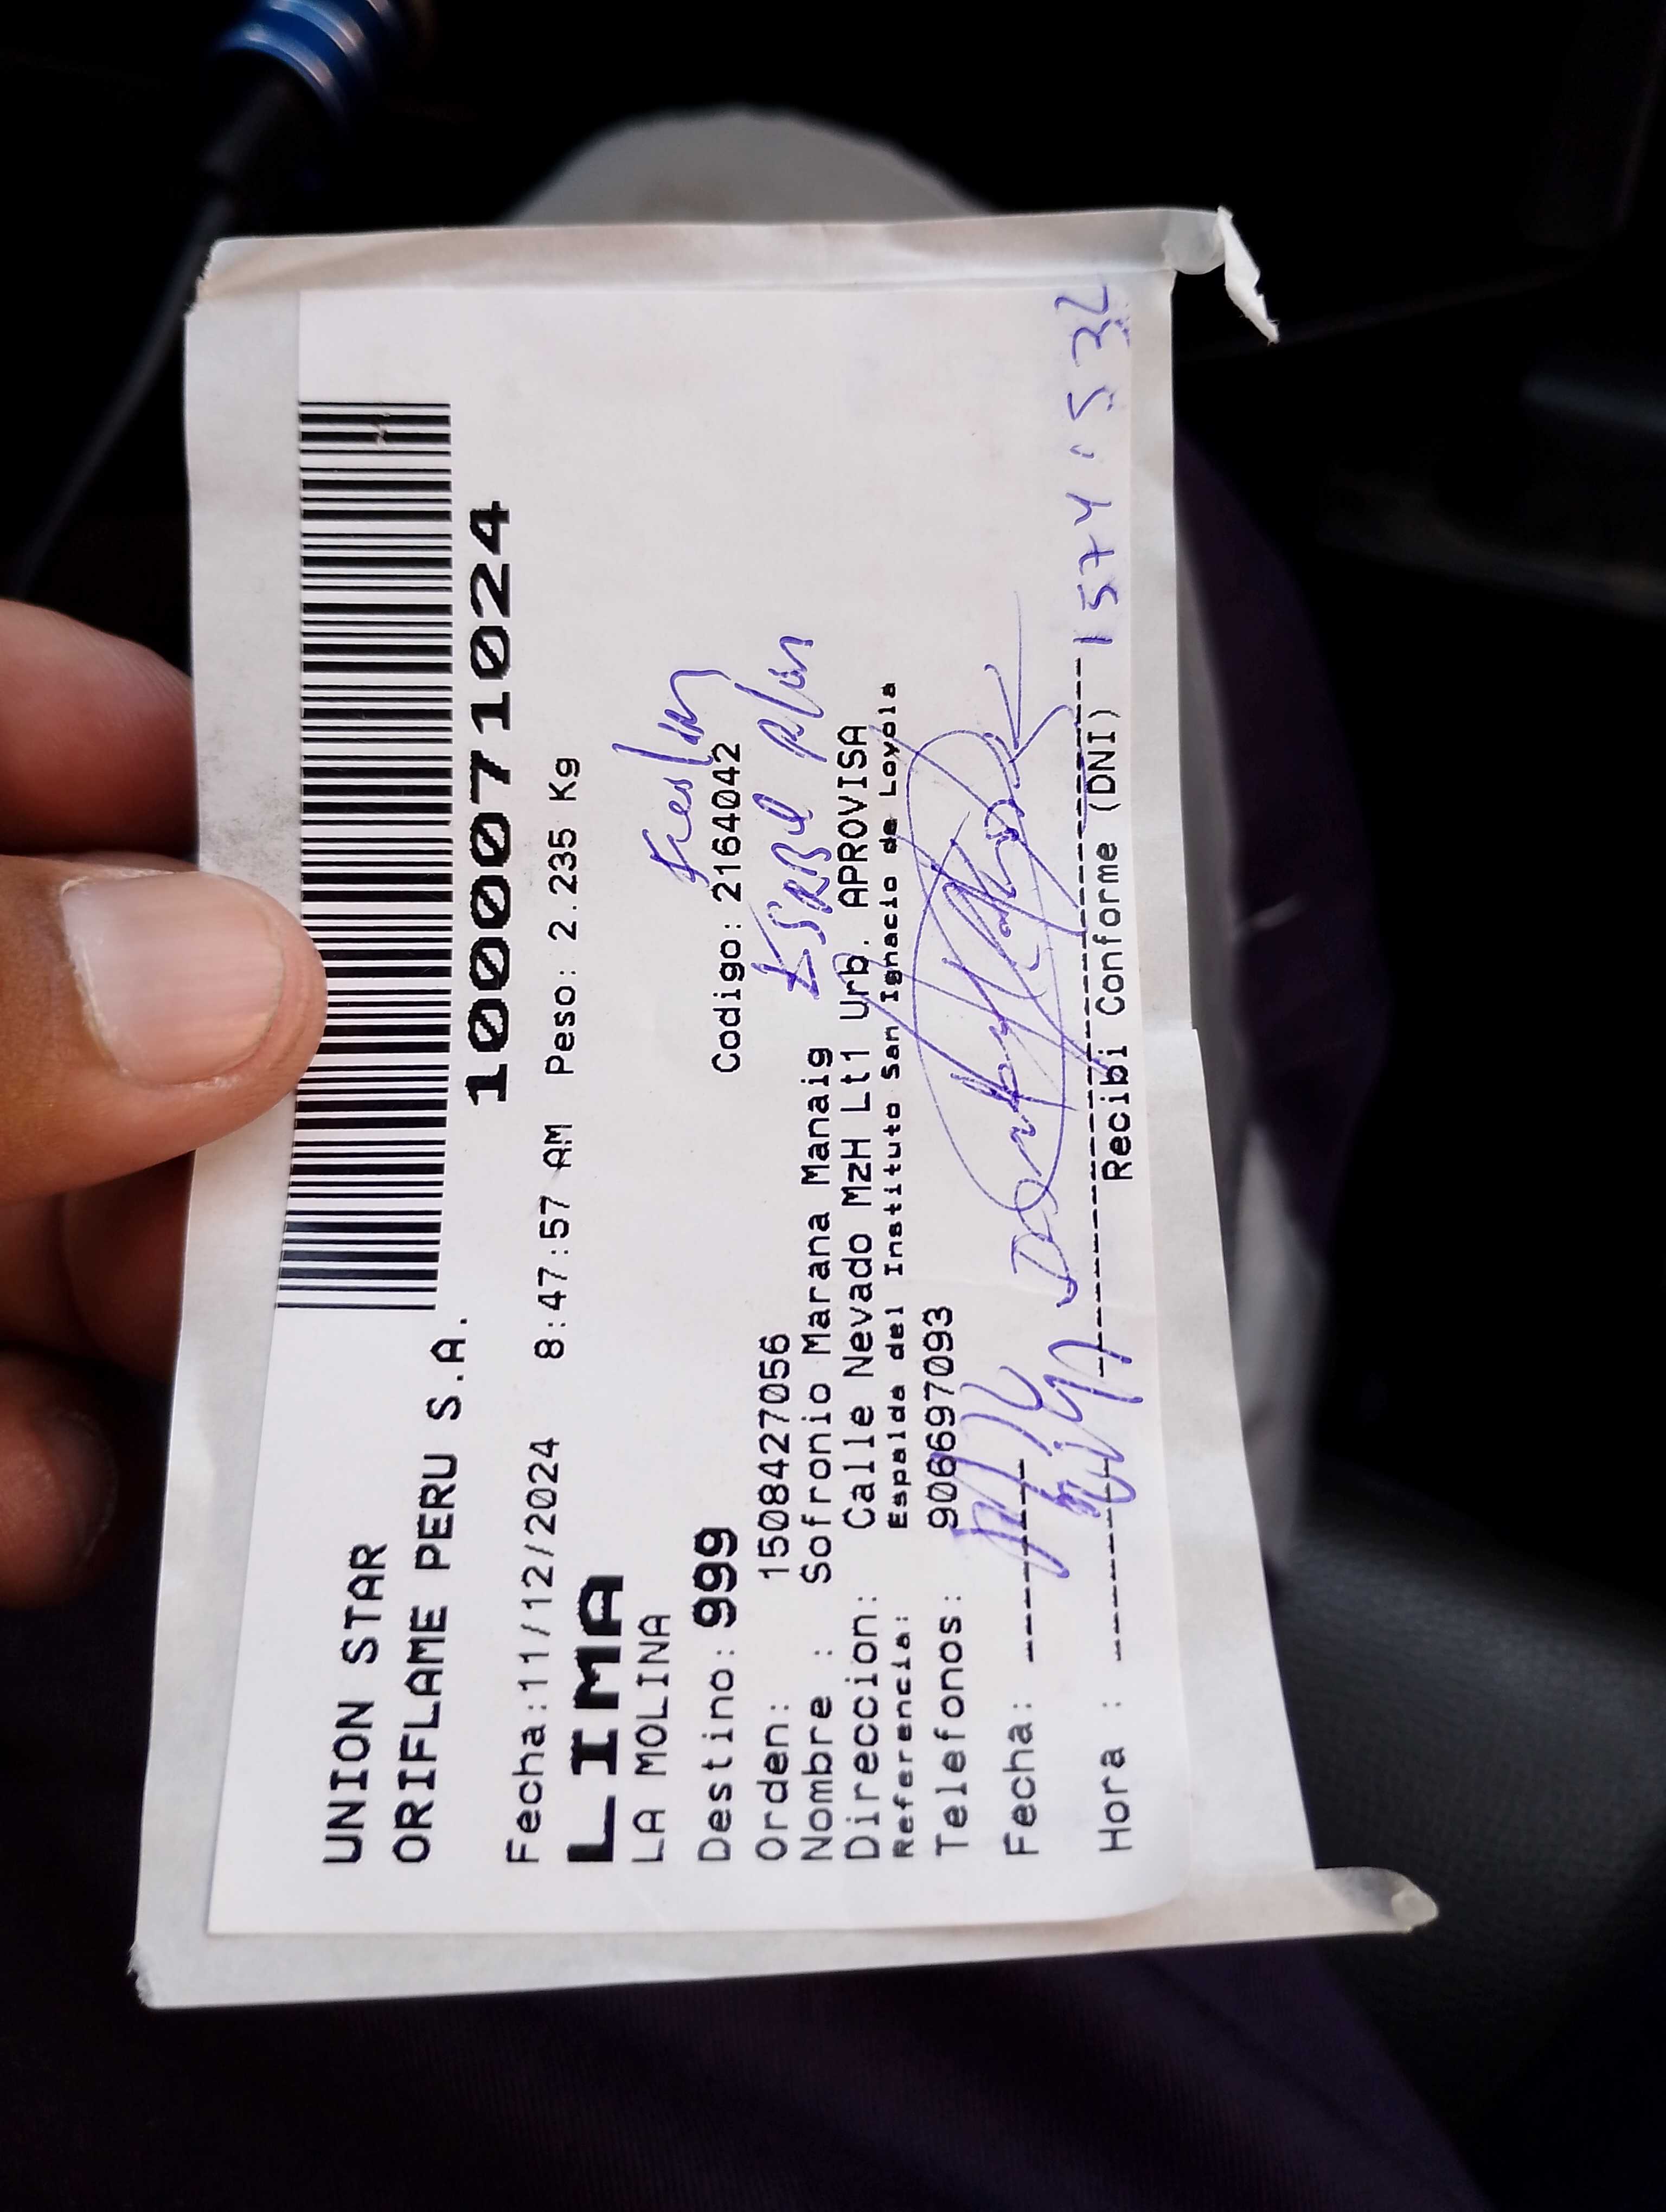 UNION STAR
ORIFLAME PERU S.A.
1000071024
Fecha:11/12/2024 8:47:57 AM Peso: 2.235 Kg
LIMA
LA MOLINA
Destino: 999 Codigo: 2164042
Orden: 1508427056
Nombre : Sofronio Marana Manaig
Direccion: Calle Nevado MzH Lt1 Urb. APROVISA
Referencia: Espalda del Instituto San Ignacio de Loyola
Telefonos: 906697093
Fecha:
Hora :
Recibi Conforme (DNI)